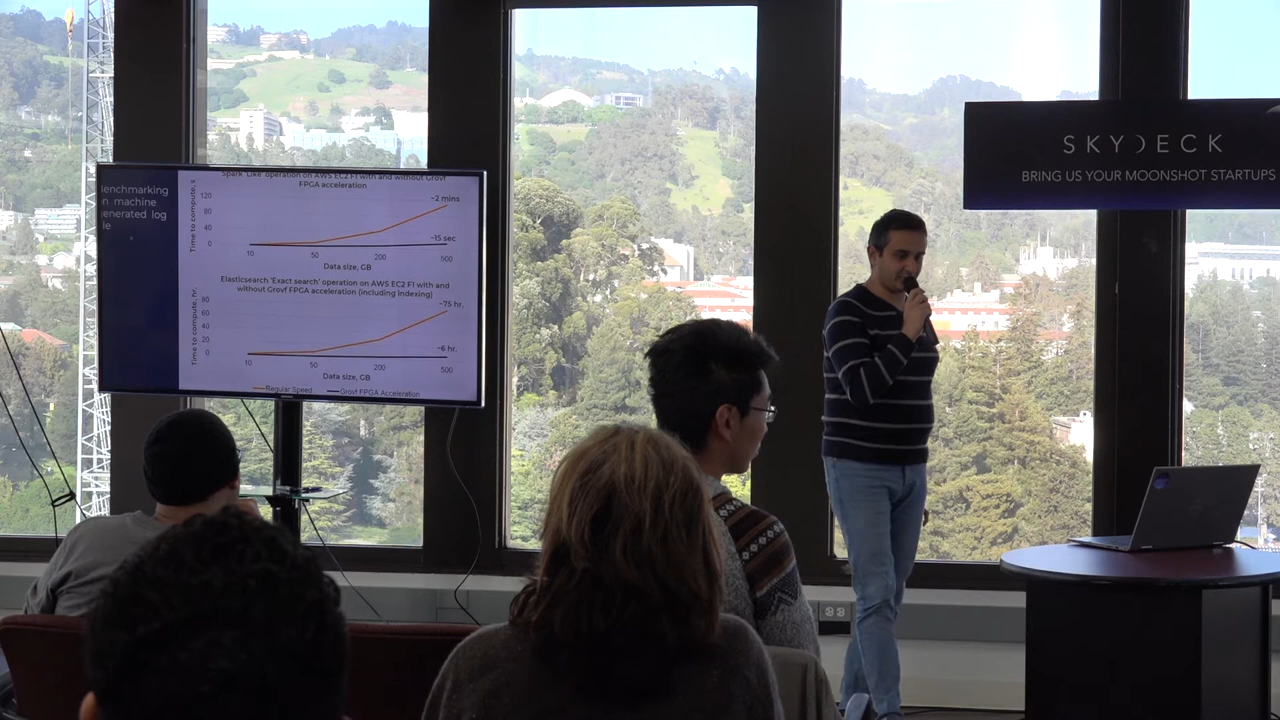 enchmarking
n machine
enerated log
le
Spark 'Like' operation on AWS EC2 F1 with and without Grovf
FPGA acceleration
Time to compute, s
120
80
40
0
~2 mins
~15 sec
10 50 200 500
Data size, GB
Elasticsearch 'Exact search' operation on AWS EC2 F1 with and
without Grovf FPGA acceleration (including indexing)
Time to compute, hr.
80
60
40
20
0
~75 hr.
~6 hr.
10 50 200 500
Data size, GB
Regular Speed Grovf FPGA Acceleration
SKYDECK
BRING US YOUR MOONSHOT STARTUPS